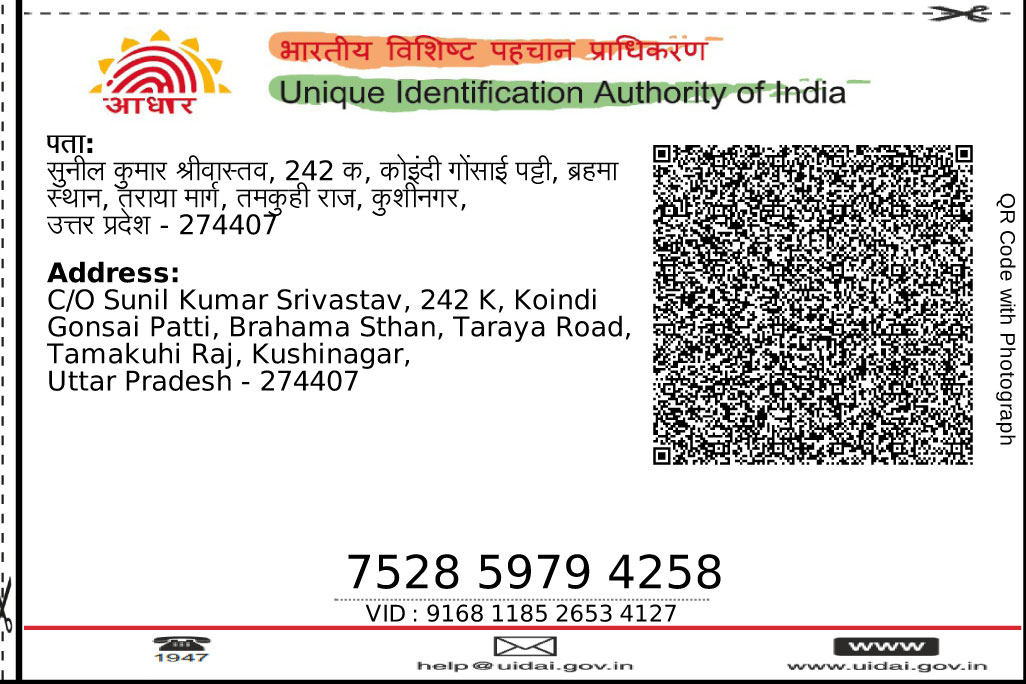 भारतीय विशिष्ट पहचान प्राधिकरण
आधार
Unique Identification Authority of India
पता:
सुनील कुमार श्रीवास्तव, 242 क, कोइंदी गोंसाई पट्टी, ब्रहमा
स्थान, तराया मार्ग, तमकुही राज, कुशीनगर,
उत्तर प्रदेश - 274407
Address:
C/O Sunil Kumar Srivastav, 242 K, Koindi
Gonsai Patti, Brahama Sthan, Taraya Road,
Tamakuhi Raj, Kushinagar,
Uttar Pradesh - 274407
QR Code with Photograph
7528 5979 4258
VID : 9168 1185 2653 4127
1947
help@uidai.gov.in
www
www.uidai.gov.in